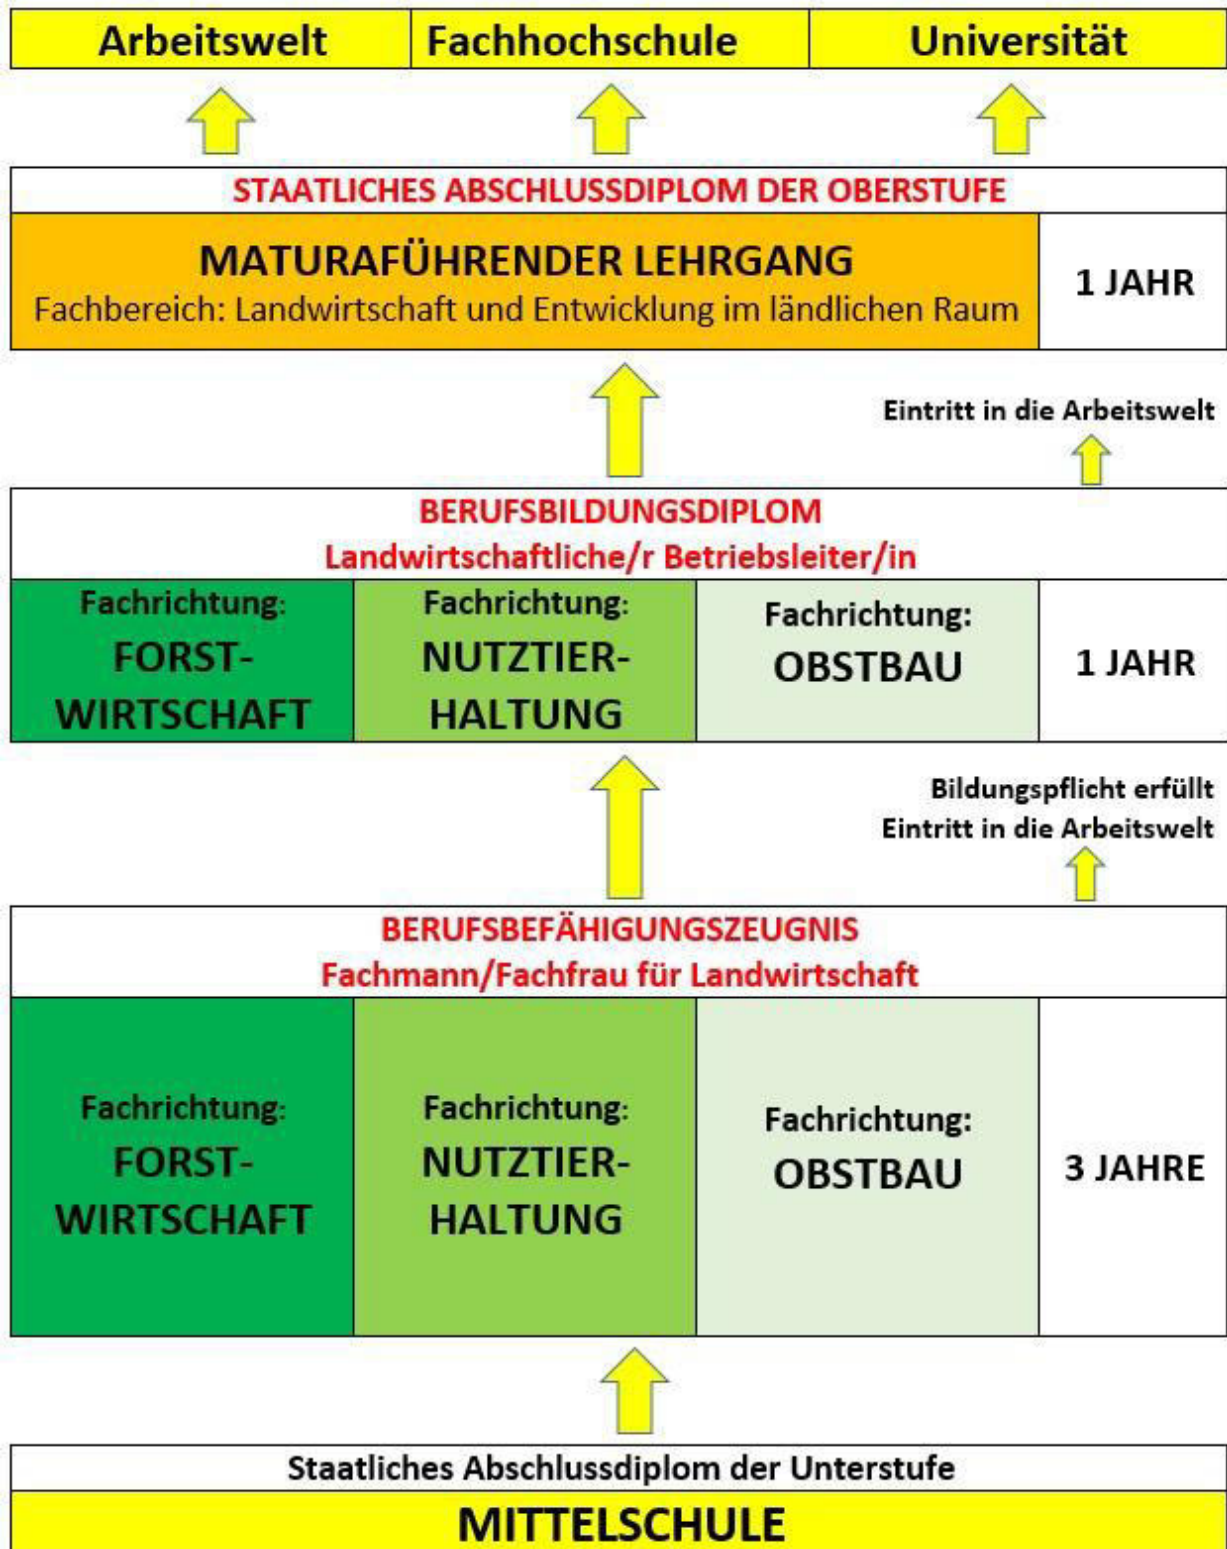 Arbeitswelt
Fachhochschule
Universität
STAATLICHES ABSCHLUSSDIPLOM DER OBERSTUFE
MATURAFÜHRENDER LEHRGANG
Fachbereich: Landwirtschaft und Entwicklung im ländlichen Raum
1 JAHR
Eintritt in die Arbeitswelt
BERUFSBILDUNGSDIPLOM
Landwirtschaftliche/r Betriebsleiter/in
Fachrichtung:
FORST-
WIRTSCHAFT
Fachrichtung:
NUTZTIER-
HALTUNG
Fachrichtung:
OBSTBAU
1 JAHR
Bildungspflicht erfüllt
Eintritt in die Arbeitswelt
BERUFSBEFÄHIGUNGSZEUGNIS
Fachmann/Fachfrau für Landwirtschaft
Fachrichtung:
FORST-
WIRTSCHAFT
Fachrichtung:
NUTZTIER-
HALTUNG
Fachrichtung:
OBSTBAU
3 JAHRE
Staatliches Abschlussdiplom der Unterstufe
MITTELSCHULE